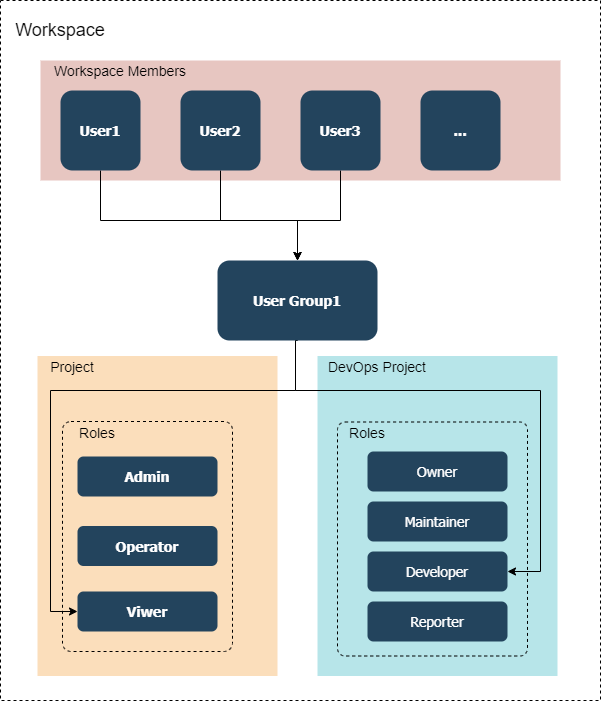 Workspace
Workspace Members
User1
User2
User3
...
User Group1
Project
Roles
Admin
Operator
Viwer
DevOps Project
Roles
Owner
Maintainer
Developer
Reporter